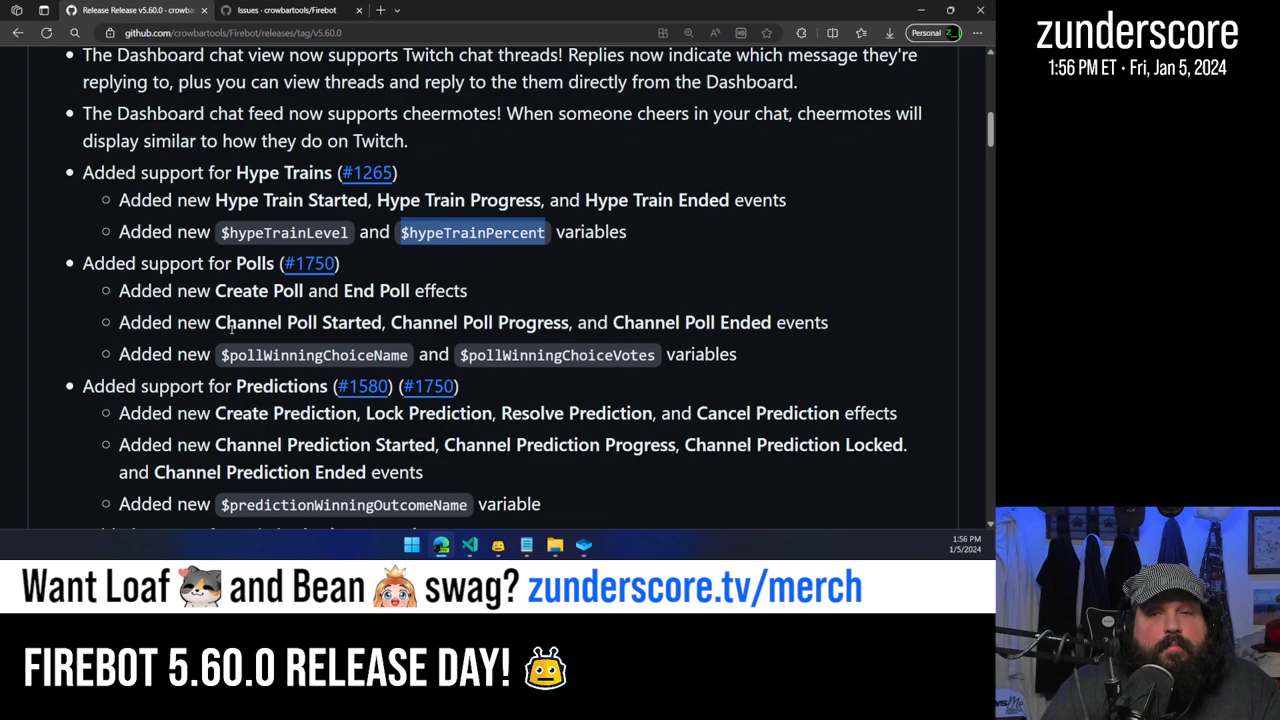 Release Release v5.60.0 · crowb
Issues · crowbartools/Firebot
github.com/crowbartools/Firebot/releases/tag/v5.60.0
Personal
The Dashboard chat view now supports Twitch chat threads! Replies now indicate which message they're
replying to, plus you can view threads and reply to the them directly from the Dashboard.
The Dashboard chat feed now supports cheermotes! When someone cheers in your chat, cheermotes will
display similar to how they do on Twitch.
Added support for Hype Trains (#1265)
Added new Hype Train Started, Hype Train Progress, and Hype Train Ended events
Added new $hypeTrainLevel and $hypeTrainPercent variables
Added support for Polls (#1750)
Added new Create Poll and End Poll effects
Added new Channel Poll Started, Channel Poll Progress, and Channel Poll Ended events
Added new $pollWinningChoiceName and $pollWinningChoiceVotes variables
Added support for Predictions (#1580) (#1750)
Added new Create Prediction, Lock Prediction, Resolve Prediction, and Cancel Prediction effects
Added new Channel Prediction Started, Channel Prediction Progress, Channel Prediction Locked.
and Channel Prediction Ended events
Added new $predictionWinningOutcomeName variable
1:56 PM
1/5/2024
zunderscore
1:56 PM ET • Fri, Jan 5, 2024
Want Loaf and Bean swag? zunderscore.tv/merch
FIREBOT 5.60.0 RELEASE DAY!